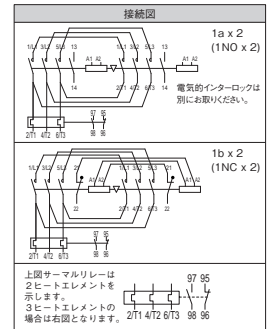 接続図
1/L1 3/L2 5/L3 13 A1 A2 1/L1 3/L2 5/L3 13
A1 A2
2/T1 4/T2 6/T3 14
14
1a x 2
(1NO x 2)
電気的インターロックは
別にお取りください。
97 95
2/T1 4/T2 6/T3 98 96
1/L1 3/L2 5/L3 21 A1 A2 1/L1 3/L2 5/L3 21 A1 A2
22 2/T1 4/T2 6/T3 22
1b x 2
(1NC x 2)
97 95
2/T1 4/T2 6/T3 98 96
上図サーマルリレーは
2ヒートエレメントを
示します。
3ヒートエレメントの
場合は右図となります。
97 95
2/T1 4/T2 6/T3 98 96